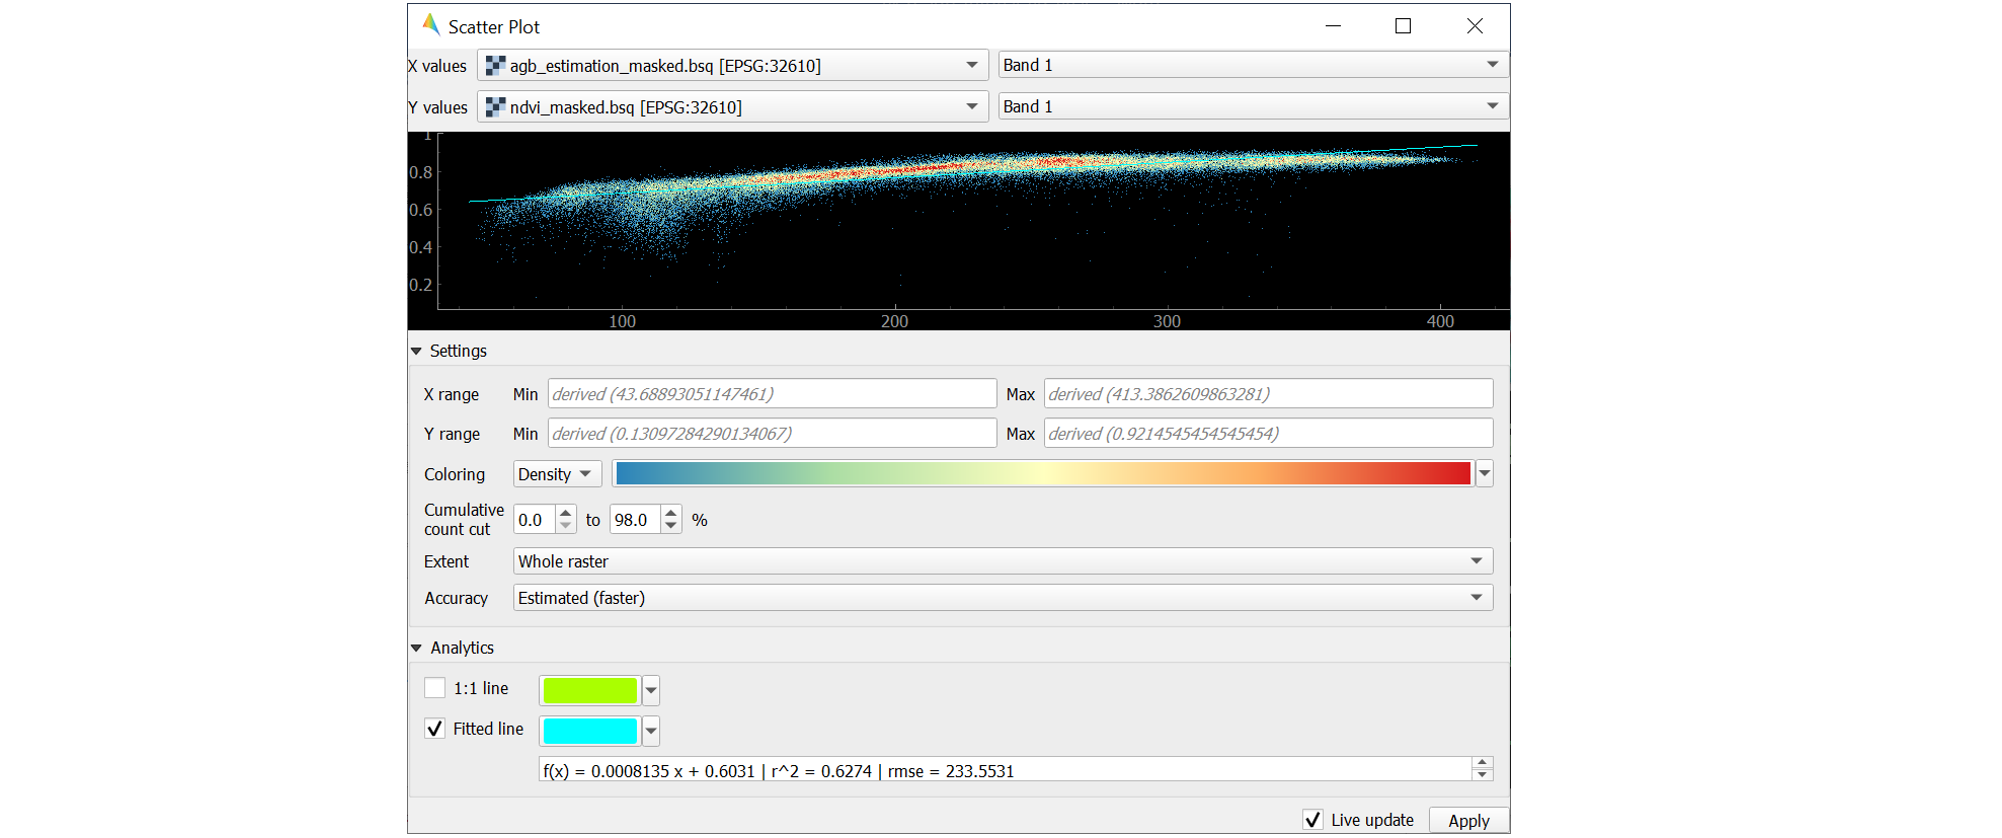 Scatter Plot
X values agb_estimation_masked.bsq [EPSG:32610] Band 1
Y values ndvi_masked.bsq [EPSG:32610] Band 1
1
0.8
0.6
0.4
0.2
100 200 300 400
Settings
X range Min derived (43.68893051147461) Max derived (413.3862609863281)
Y range Min derived (0.13097284290134067) Max derived (0.9214545454545454)
Coloring Density
Cumulative
count cut 0.0 to 98.0 %
Extent Whole raster
Accuracy Estimated (faster)
Analytics
1:1 line
Fitted line
f(x) = 0.0008135 x + 0.6031 | r^2 = 0.6274 | rmse = 233.5531
Live update Apply